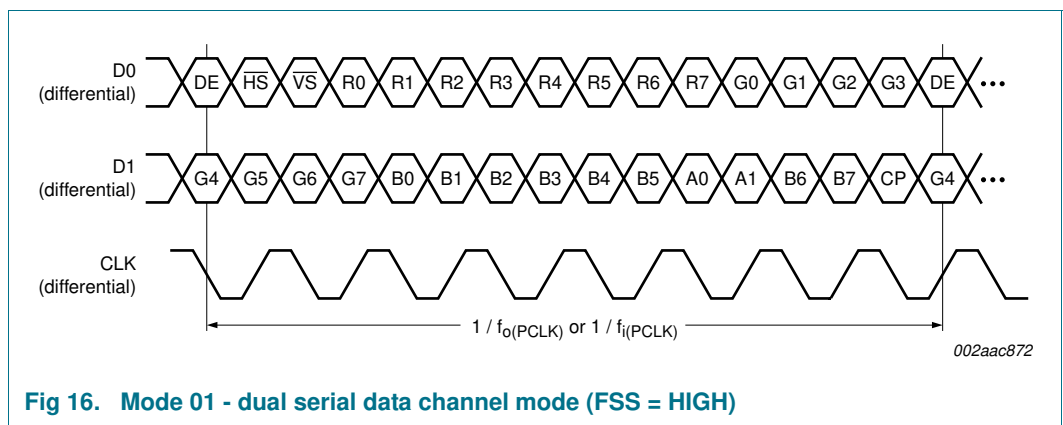 D0
(differential)
DE H̅S̅ V̅S̅ R0 R1 R2 R3 R4 R5 R6 R7 G0 G1 G2 G3 DE •••
D1
(differential)
G4 G5 G6 G7 B0 B1 B2 B3 B4 B5 A0 A1 B6 B7 CP G4 •••
CLK
(differential)
1 / fo(PCLK) or 1 / fi(PCLK)
002aac872
Fig 16. Mode 01 - dual serial data channel mode (FSS = HIGH)